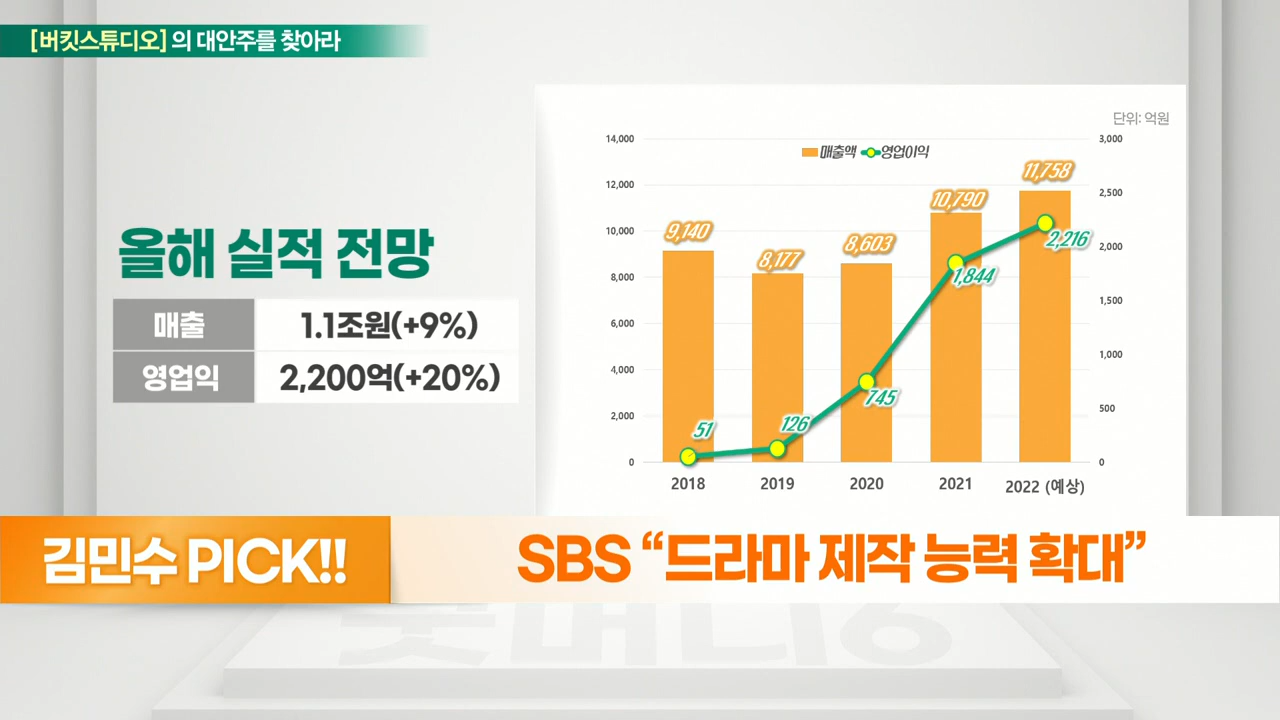 [버킷스튜디오]의 대안주를 찾아라
올해 실적 전망
매출 1.1조원(+9%)
영업익 2,200억(+20%)
단위: 억원
매출액 영업이익
14,000
12,000
10,000
8,000
6,000
4,000
2,000
0
3,000
2,500
2,000
1,500
1,000
500
0
9,140
8,177
8,603
10,790
11,758
51
126
745
1,844
2,216
2018 2019 2020 2021 2022 (예상)
김민수 PICK!!
SBS “드라마 제작 능력 확대”
굿머니6